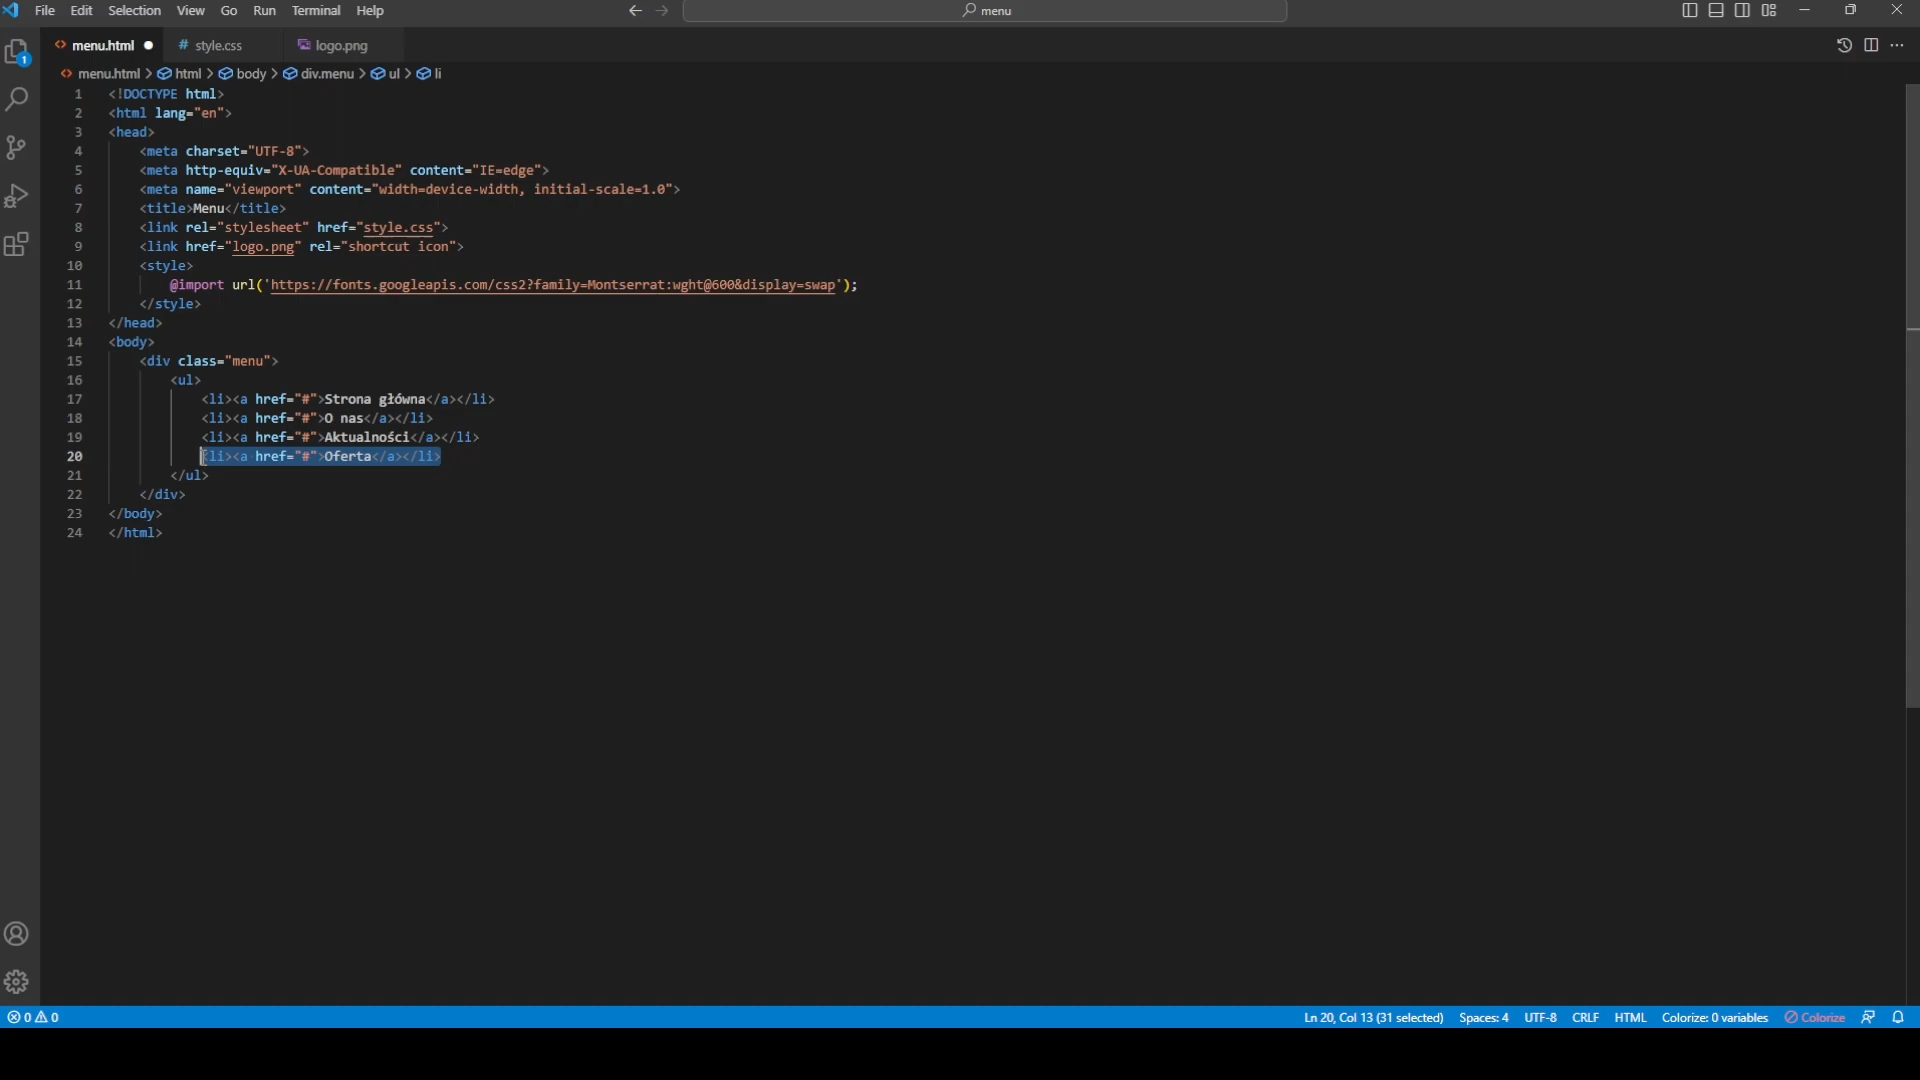 File Edit Selection View Go Run Terminal Help menu
menu.html style.css logo.png
menu.html > html > body > div.menu > ul > li
1 <!DOCTYPE html>
2 <html lang="en">
3 <head>
4 <meta charset="UTF-8">
5 <meta http-equiv="X-UA-Compatible" content="IE=edge">
6 <meta name="viewport" content="width=device-width, initial-scale=1.0">
7 <title>Menu</title>
8 <link rel="stylesheet" href="style.css">
9 <link href="logo.png" rel="shortcut icon">
10 <style>
11 @import url('https://fonts.googleapis.com/css2?family=Montserrat:wght@600&display=swap');
12 </style>
13 </head>
14 <body>
15 <div class="menu">
16 <ul>
17 <li><a href="#">Strona główna</a></li>
18 <li><a href="#">O nas</a></li>
19 <li><a href="#">Aktualności</a></li>
20 <li><a href="#">Oferta</a></li>
21 </ul>
22 </div>
23 </body>
24 </html>
1
0 0 Ln 20, Col 13 (31 selected) Spaces: 4 UTF-8 CRLF HTML Colorize: 0 variables Colorize